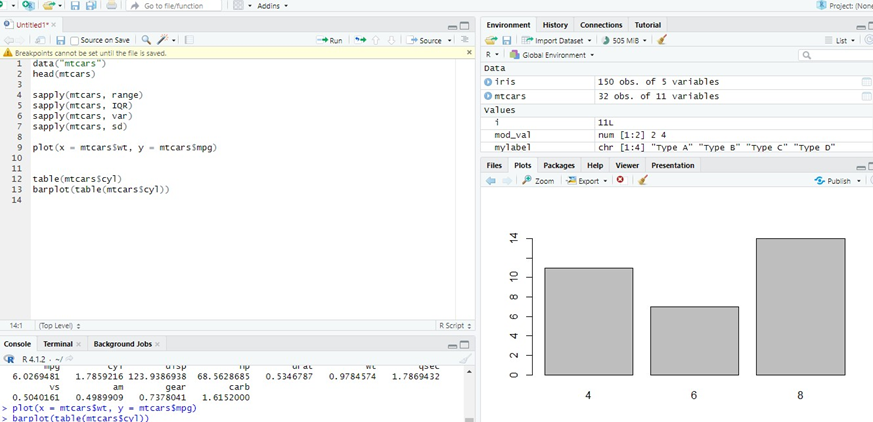 Go to file/function
Addins
Project: (None
Untitled1*
Source on Save
Run
Source
Breakpoints cannot be set until the file is saved.
1 data("mtcars")
2 head(mtcars)
3
4 sapply(mtcars, range)
5 sapply(mtcars, IQR)
6 sapply(mtcars, var)
7 sapply(mtcars, sd)
8
9 plot(x = mtcars$wt, y = mtcars$mpg)
10
11
12 table(mtcars$cyl)
13 barplot(table(mtcars$cyl))
14
14:1 (Top Level) R Script
Console Terminal Background Jobs
R 4.1.2 · ~/
mpg cyl disp hp drat wt qsec
6.0269481 1.7859216 123.9386938 68.5628685 0.5346787 0.9784574 1.7869432
vs am gear carb
0.5040161 0.4989909 0.7378041 1.6152000
> plot(x = mtcars$wt, y = mtcars$mpg)
> barplot(table(mtcars$cyl))
Environment History Connections Tutorial
Import Dataset 505 MiB List
R Global Environment
Data
iris 150 obs. of 5 variables
mtcars 32 obs. of 11 variables
Values
i 11L
mod_val num [1:2] 2 4
mylabel chr [1:4] "Type A" "Type B" "Type C" "Type D"
Files Plots Packages Help Viewer Presentation
Zoom Export Publish
14
10
8
6
4
2
0
4 6 8